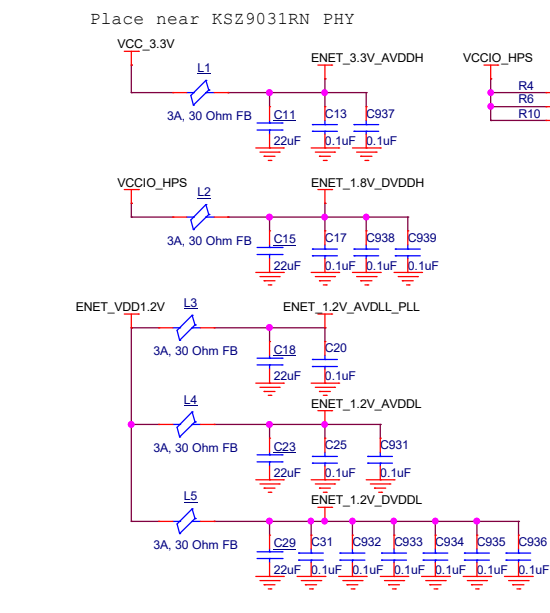 Place near KSZ9031RN PHY
VCC_3.3V
L1
ENET_3.3V_AVDDH
VCCIO_HPS
R4
R6
R10
3A, 30 Ohm FB
C11
C13
C937
22uF
0.1uF
0.1uF
VCCIO_HPS
L2
ENET_1.8V_DVDDH
3A, 30 Ohm FB
C15
C17
C938
C939
22uF
0.1uF
0.1uF
0.1uF
ENET_VDD1.2V
L3
ENET_1.2V_AVDLL_PLL
3A, 30 Ohm FB
C18
C20
22uF
0.1uF
L4
ENET_1.2V_AVDDL
3A, 30 Ohm FB
C23
C25
C931
22uF
0.1uF
0.1uF
L5
ENET_1.2V_DVDDL
3A, 30 Ohm FB
C29
C31
C932
C933
C934
C935
C936
22uF
0.1uF
0.1uF
0.1uF
0.1uF
0.1uF
0.1uF